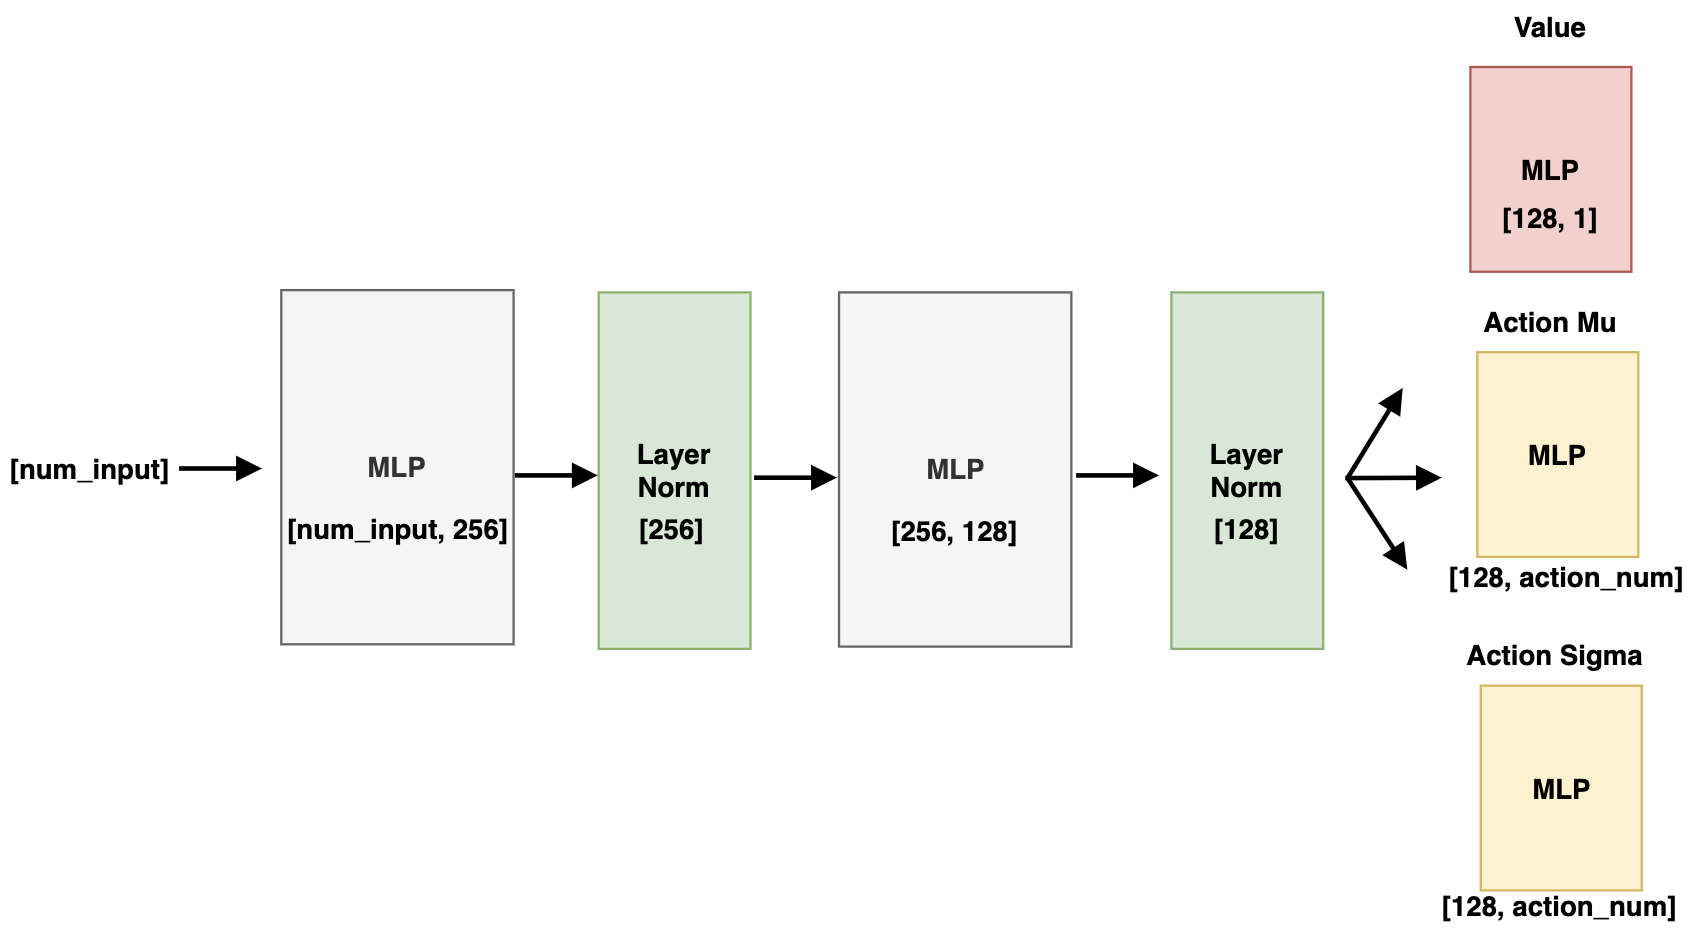 [num_input]
MLP
[num_input, 256]
Layer
Norm
[256]
MLP
[256, 128]
Layer
Norm
[128]
Value
MLP
[128, 1]
Action Mu
MLP
[128, action_num]
Action Sigma
MLP
[128, action_num]